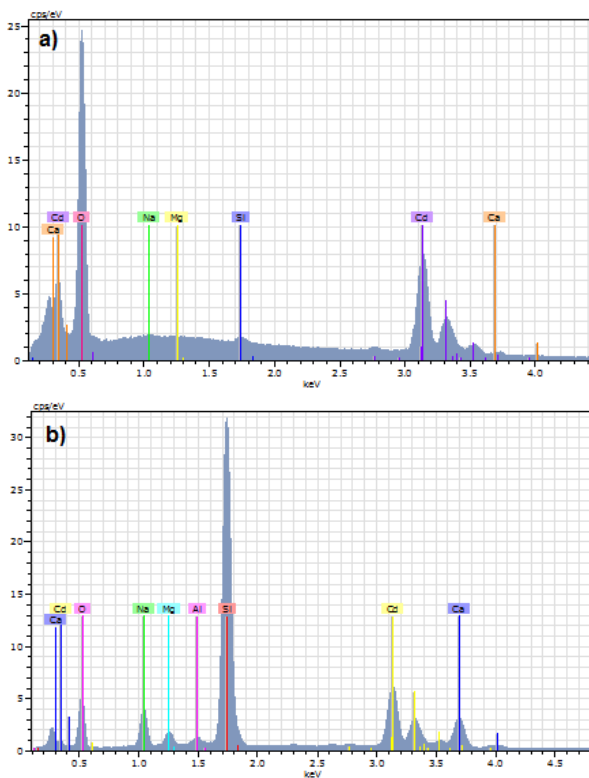 cps/eV
a)
25
20
15
10
5
0
Cd O Na Mg Si Cd Ca
Ca
0.5 1.0 1.5 2.0 2.5 3.0 3.5 4.0
keV
cps/eV
b)
30
25
20
15
10
5
0
Cd O Na Mg Al Si Cd Ca
Ca
0.5 1.0 1.5 2.0 2.5 3.0 3.5 4.0 4.5
keV